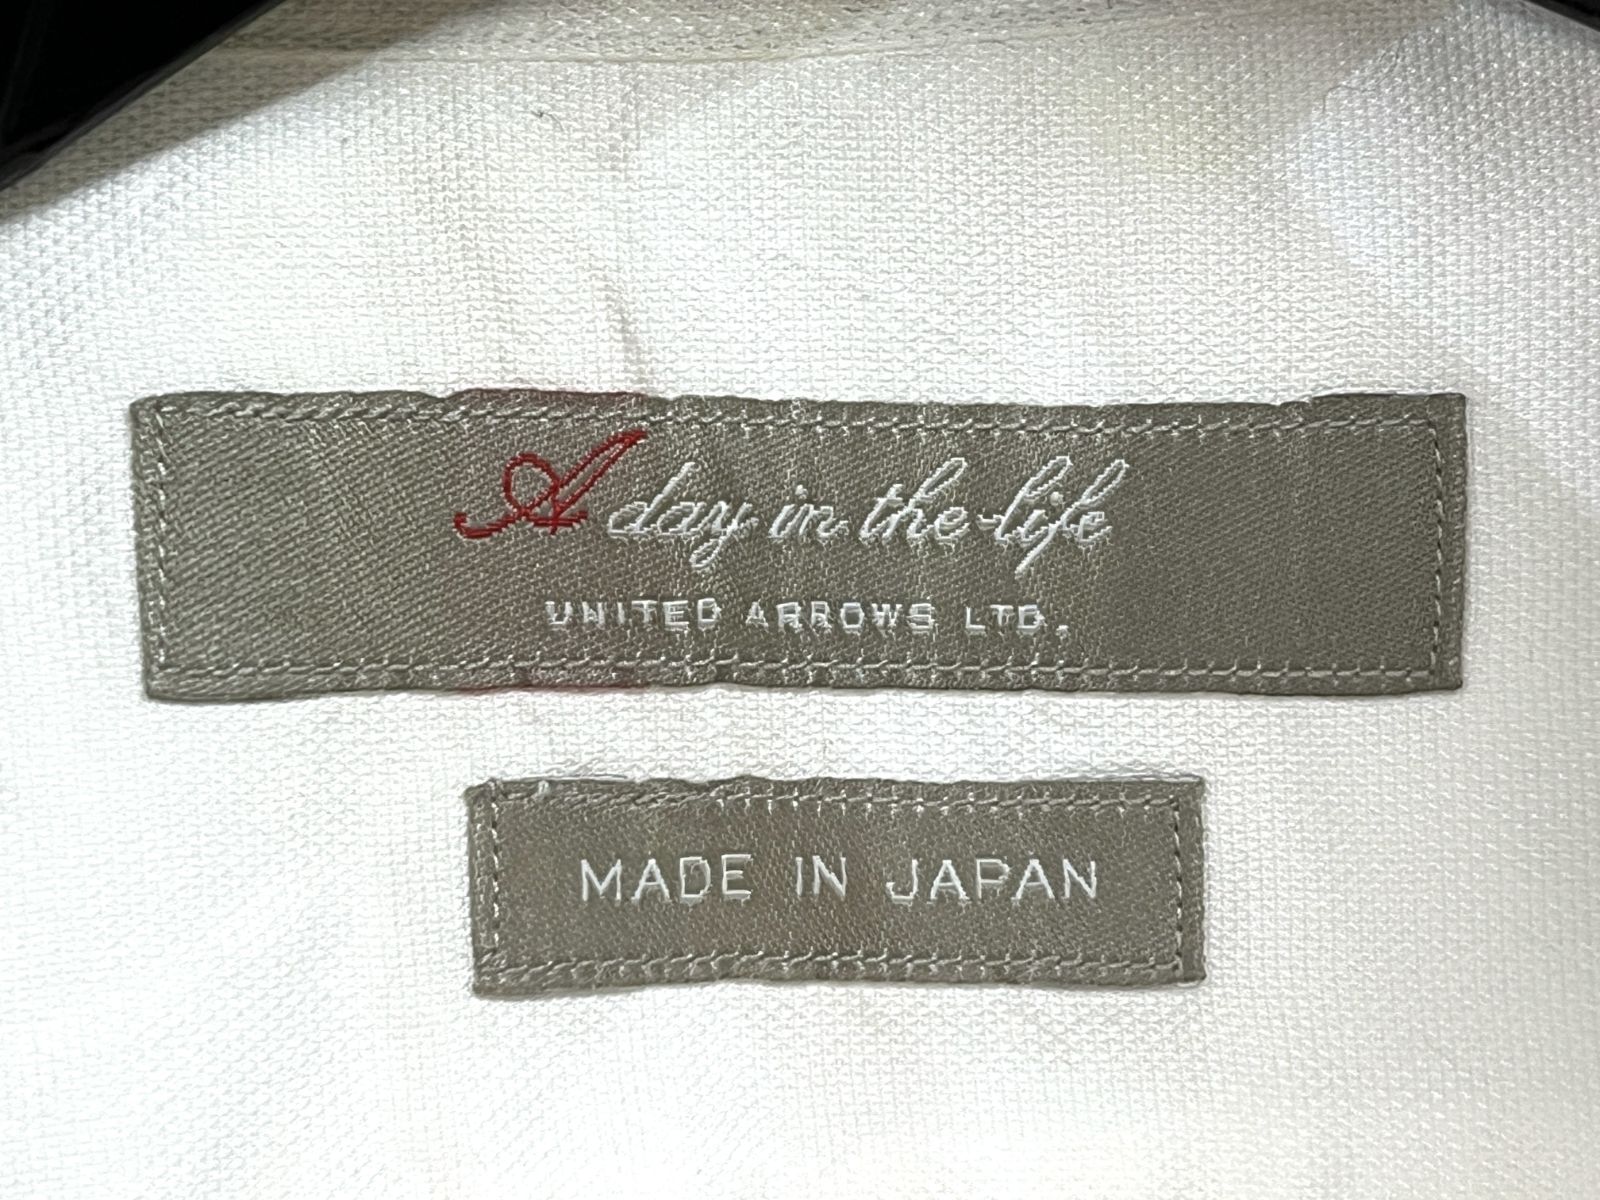 A day in the life
UNITED ARROWS LTD.
MADE IN JAPAN